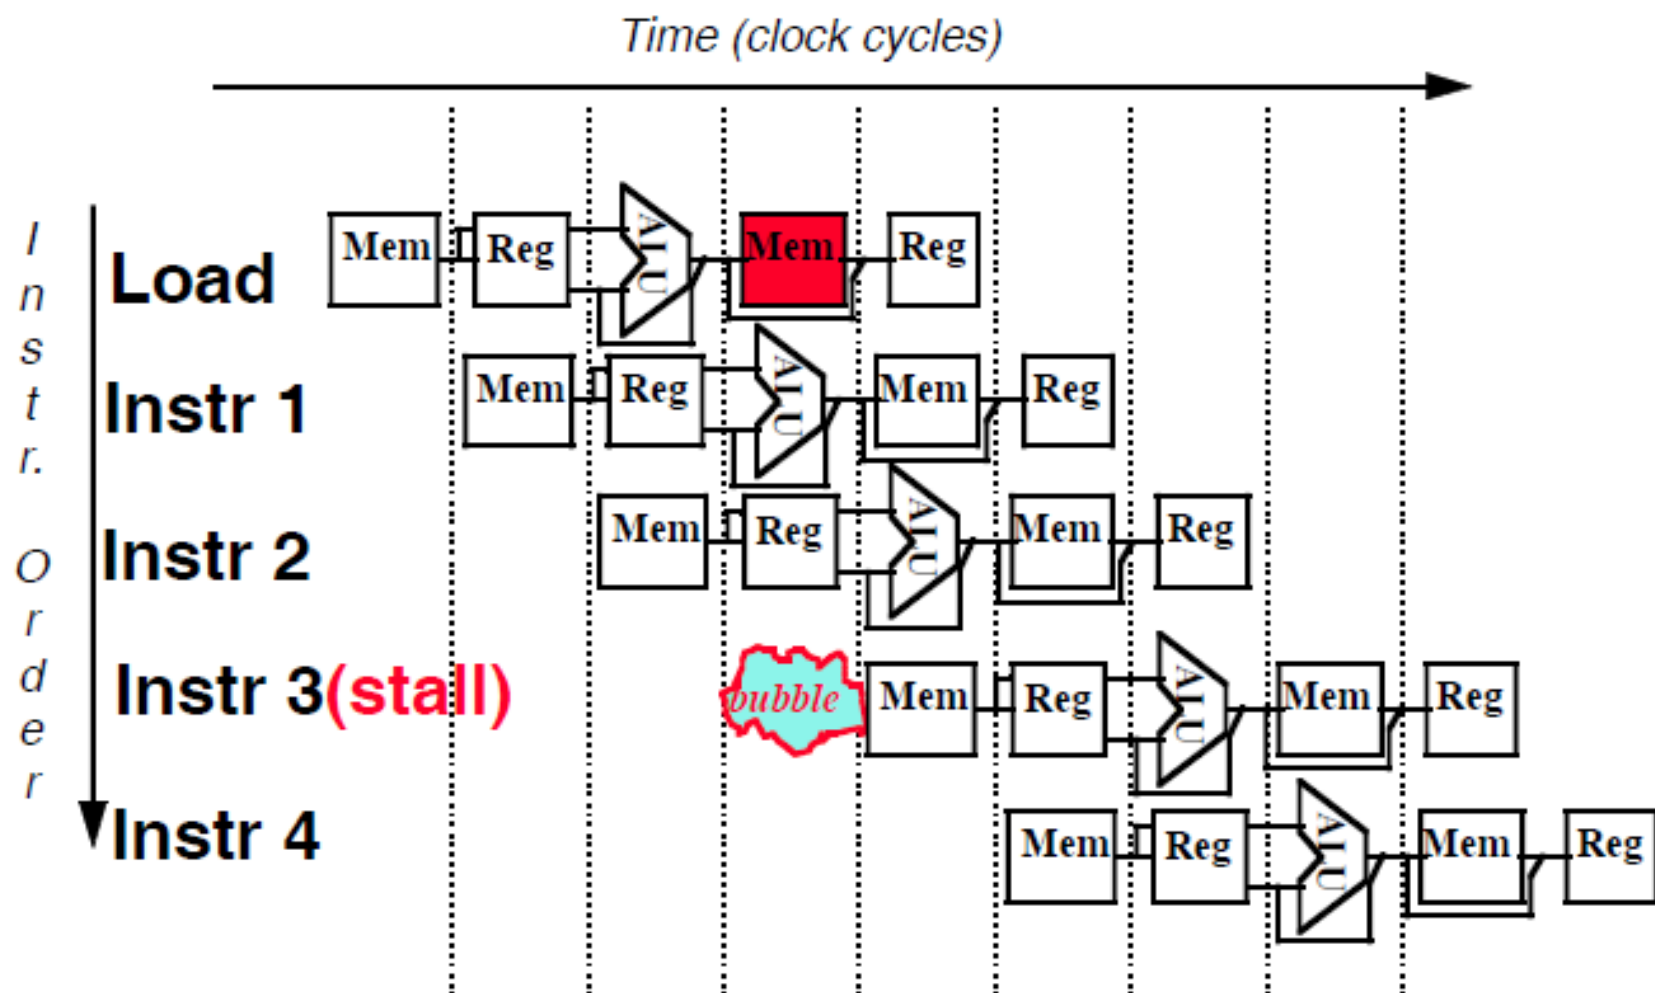 Time (clock cycles)
Instr. Order
Load
Mem Reg ALU Mem Reg
Instr 1
Mem Reg ALU Mem Reg
Instr 2
Mem Reg ALU Mem Reg
Instr 3(stall)
bubble Mem Reg ALU Mem Reg
Instr 4
Mem Reg ALU Mem Reg